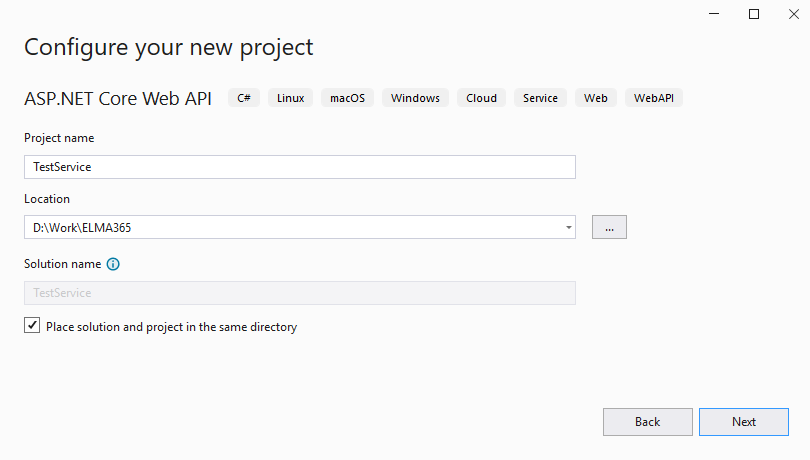 Configure your new project
ASP.NET Core Web API C# Linux macOS Windows Cloud Service Web WebAPI
Project name
TestService
Location
D:\Work\ELMA365
...
Solution name
TestService
Place solution and project in the same directory
Back Next